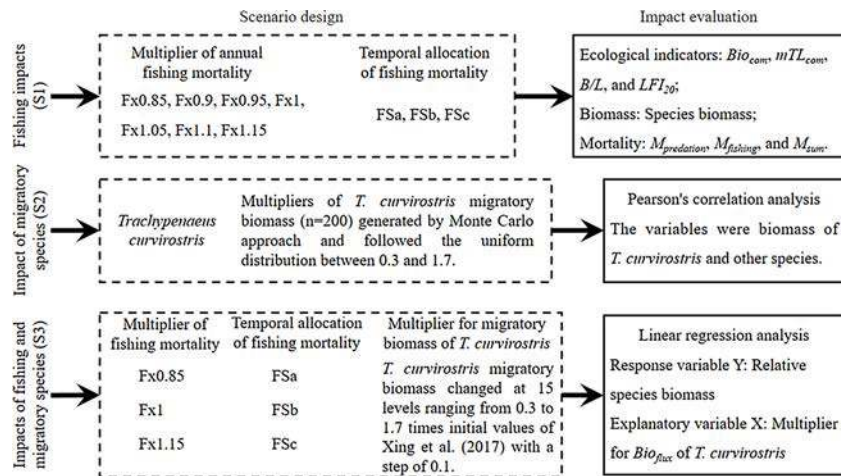 Scenario design
Impact evaluation
Fishing impacts
(S1)
Multiplier of annual
fishing mortality
Fx0.85, Fx0.9, Fx0.95, Fx1,
Fx1.05, Fx1.1, Fx1.15
Temporal allocation
of fishing mortality
FSa, FSb, FSc
Ecological indicators: Bio_com, mTL_com,
B/L, and LFI_20;
Biomass: Species biomass;
Mortality: M_predation, M_fishing, and M_sum.
Impact of migratory
species (S2)
Trachypenaeus
curvirostris
Multipliers of T. curvirostris migratory
biomass (n=200) generated by Monte Carlo
approach and followed the uniform
distribution between 0.3 and 1.7.
Pearson's correlation analysis
The variables were biomass of
T. curvirostris and other species.
Impacts of fishing and
migratory species (S3)
Multiplier of
fishing mortality
Fx0.85
Fx1
Fx1.15
Temporal allocation
of fishing mortality
FSa
FSb
FSc
Multiplier for migratory
biomass of T. curvirostris
T. curvirostris migratory
biomass changed at 15
levels ranging from 0.3 to
1.7 times initial values of
Xing et al. (2017) with a
step of 0.1.
Linear regression analysis
Response variable Y: Relative
species biomass
Explanatory variable X: Multiplier
for Bio_flux of T. curvirostris